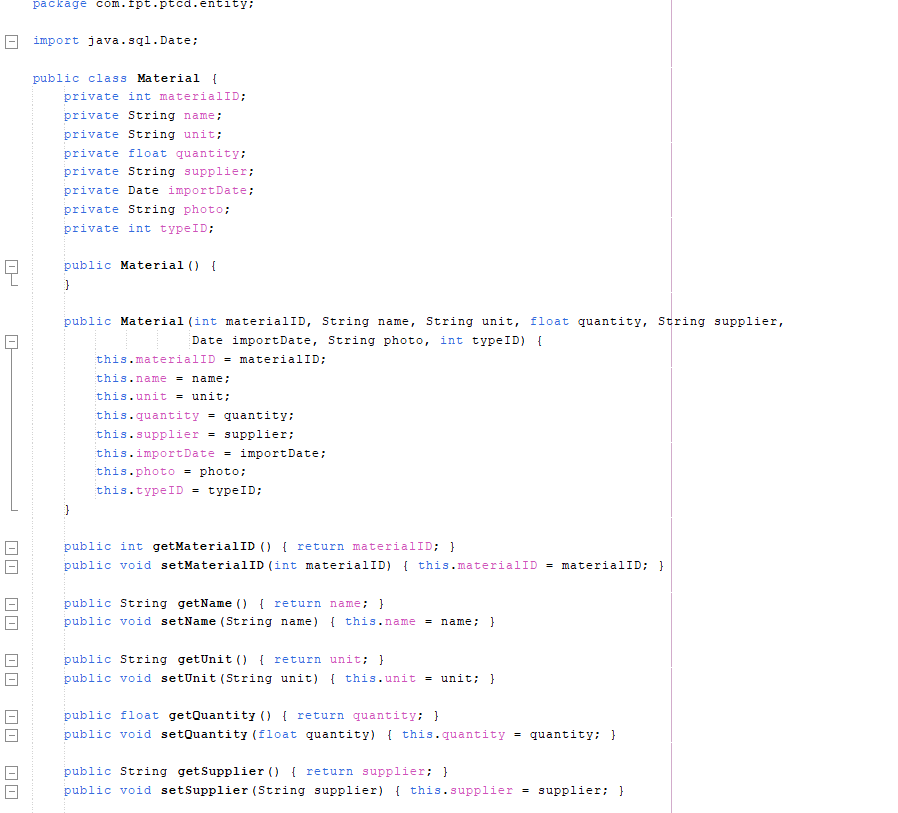 package com.fpt.ptcd.entity;
import java.sql.Date;
public class Material {
private int materialID;
private String name;
private String unit;
private float quantity;
private String supplier;
private Date importDate;
private String photo;
private int typeID;
public Material() {
}
public Material(int materialID, String name, String unit, float quantity, String supplier,
Date importDate, String photo, int typeID) {
this.materialID = materialID;
this.name = name;
this.unit = unit;
this.quantity = quantity;
this.supplier = supplier;
this.importDate = importDate;
this.photo = photo;
this.typeID = typeID;
}
public int getMaterialID() { return materialID; }
public void setMaterialID(int materialID) { this.materialID = materialID; }
public String getName() { return name; }
public void setName(String name) { this.name = name; }
public String getUnit() { return unit; }
public void setUnit(String unit) { this.unit = unit; }
public float getQuantity() { return quantity; }
public void setQuantity(float quantity) { this.quantity = quantity; }
public String getSupplier() { return supplier; }
public void setSupplier(String supplier) { this.supplier = supplier; }